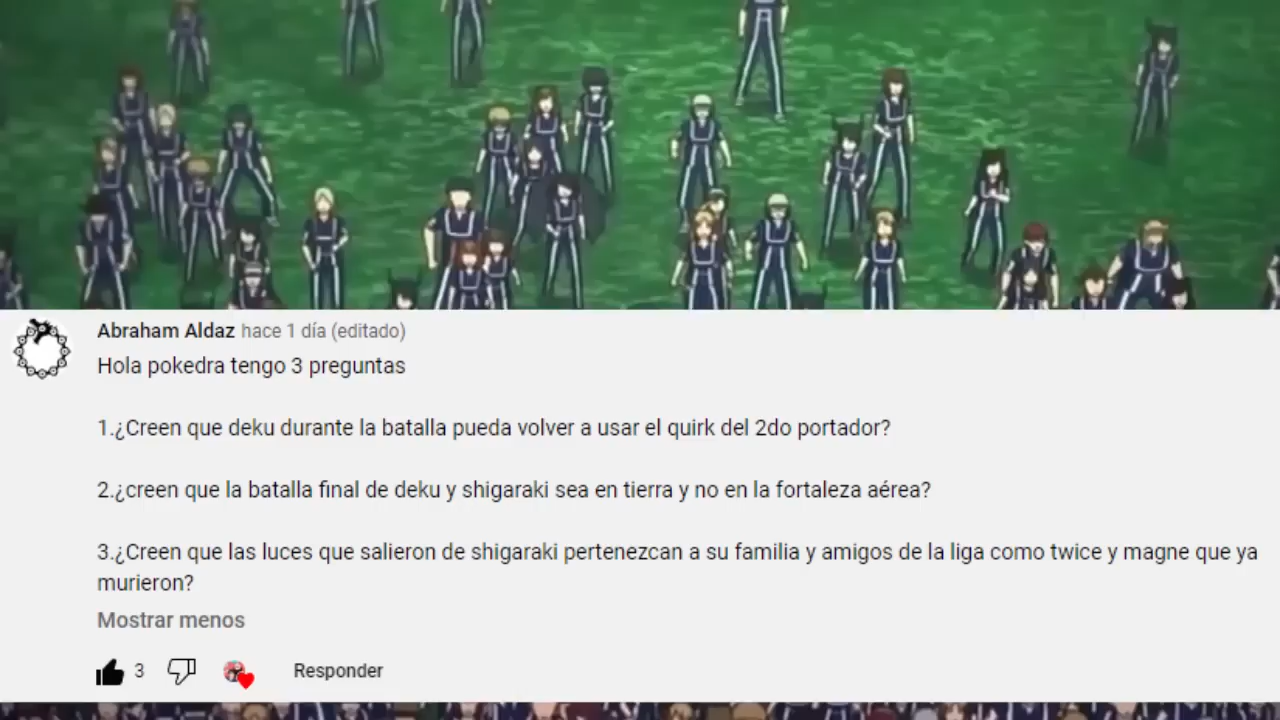 Abraham Aldaz hace 1 día (editado)
Hola pokedra tengo 3 preguntas
1.¿Creen que deku durante la batalla pueda volver a usar el quirk del 2do portador?
2.¿creen que la batalla final de deku y shigaraki sea en tierra y no en la fortaleza aérea?
3.¿Creen que las luces que salieron de shigaraki pertenezcan a su familia y amigos de la liga como twice y magne que ya
murieron?
Mostrar menos
3 Responder